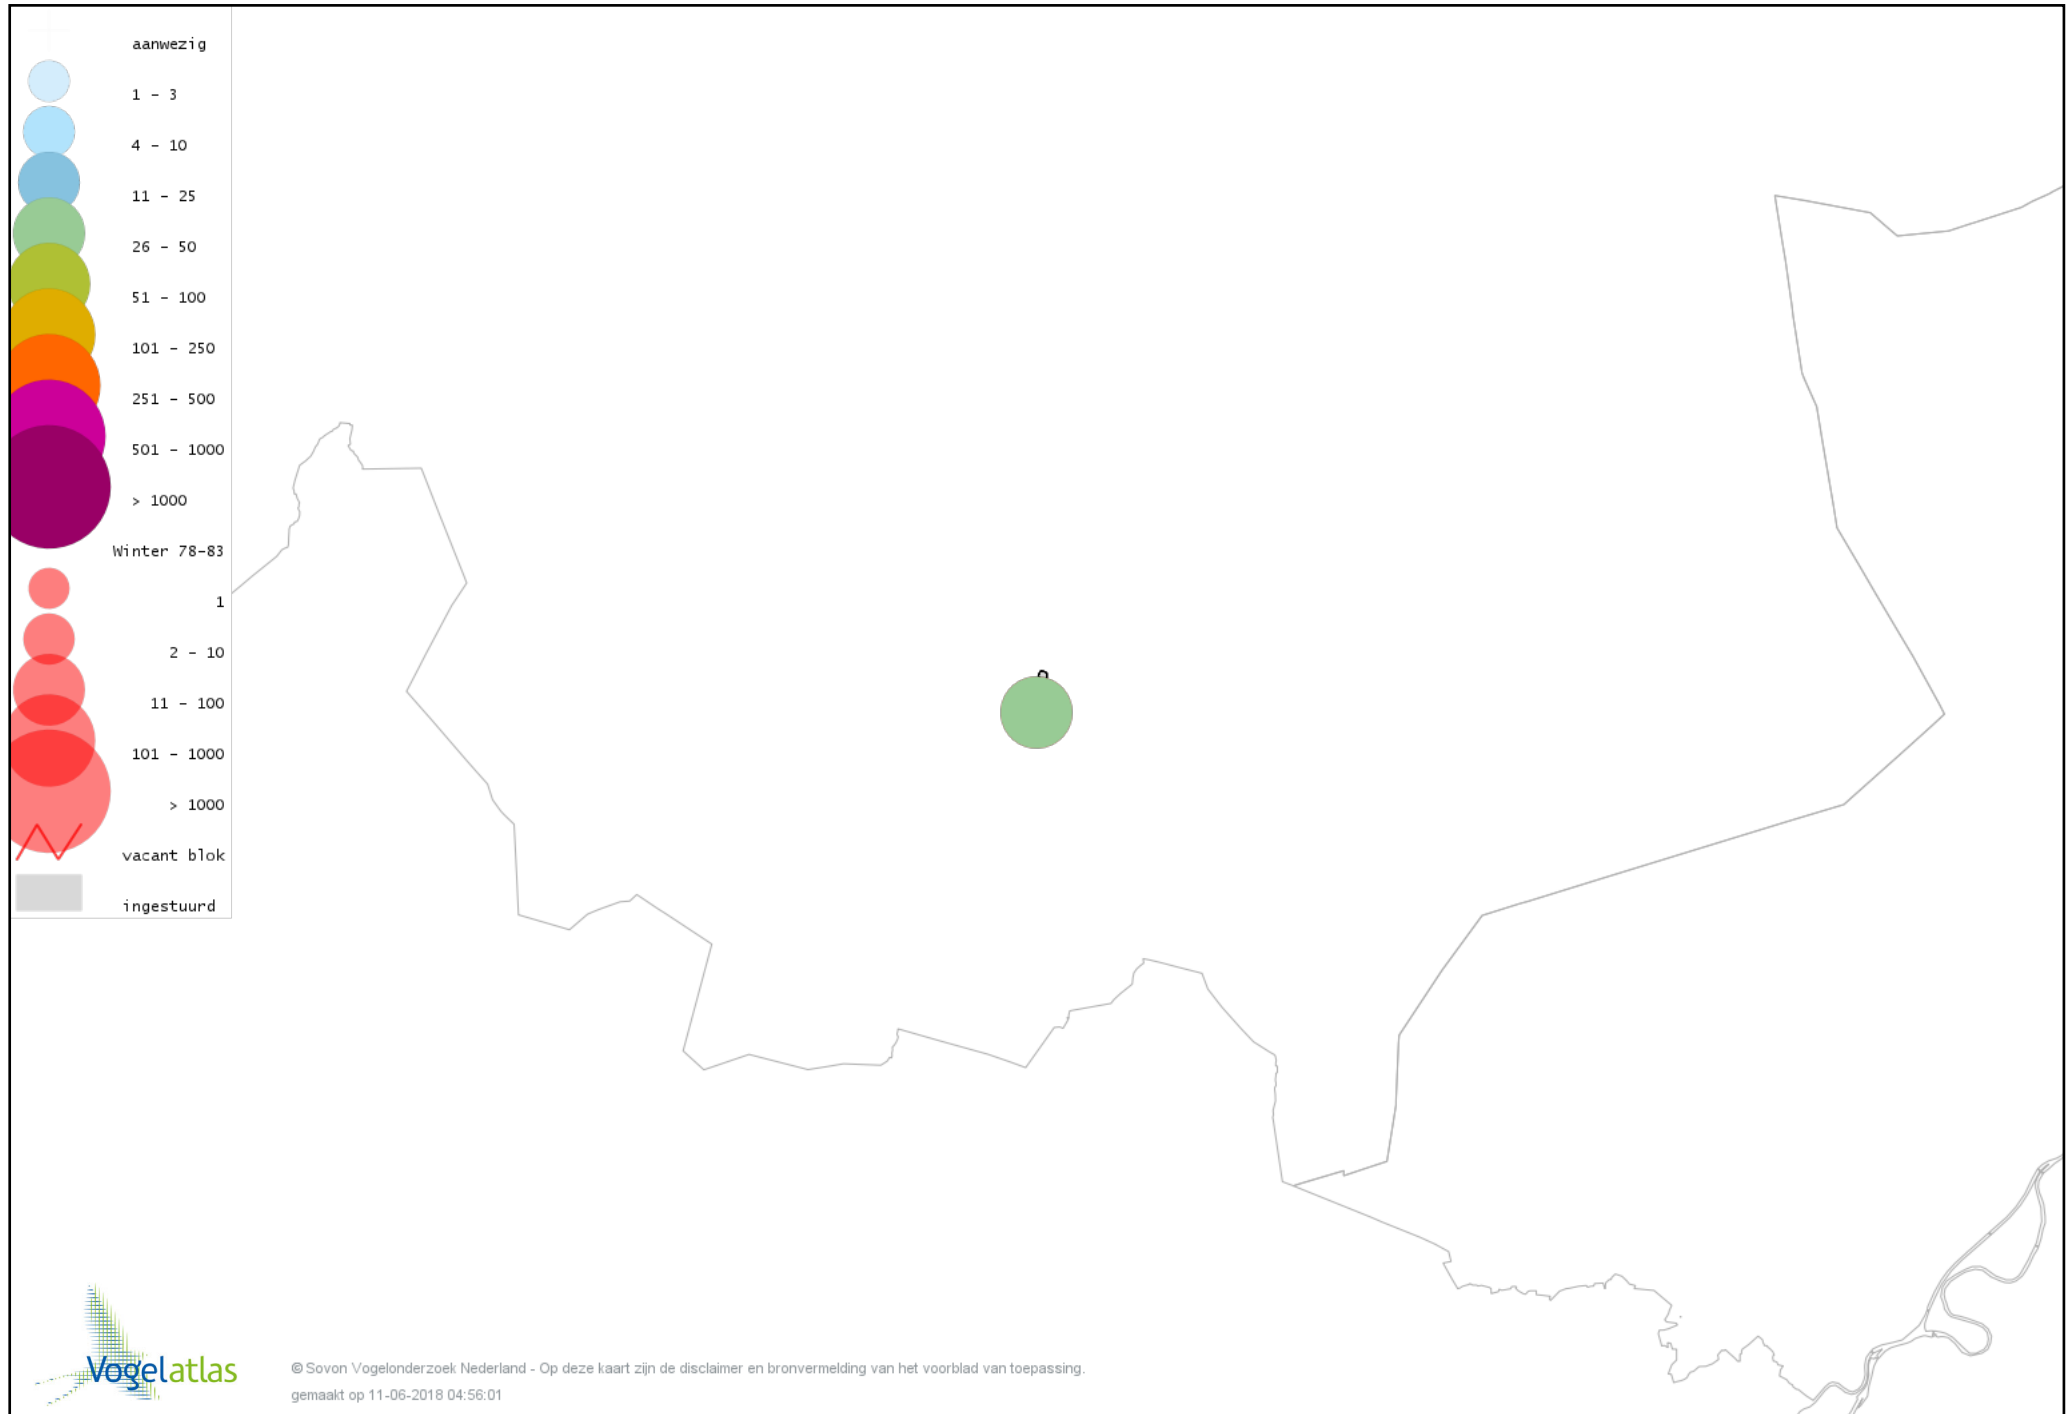 aanwezig
1 - 3
4 - 10
11 - 25
26 - 50
51 - 100
101 - 250
251 - 500
501 - 1000
> 1000
Winter 78-83
1
2 - 10
11 - 100
101 - 1000
> 1000
vacant blok
ingestuurd
Vogelatlas
© Sovon Vogelonderzoek Nederland - Op deze kaart zijn de disclaimer en bronvermelding van het voorblad van toepassing.
gemaakt op 11-06-2018 04:56:01